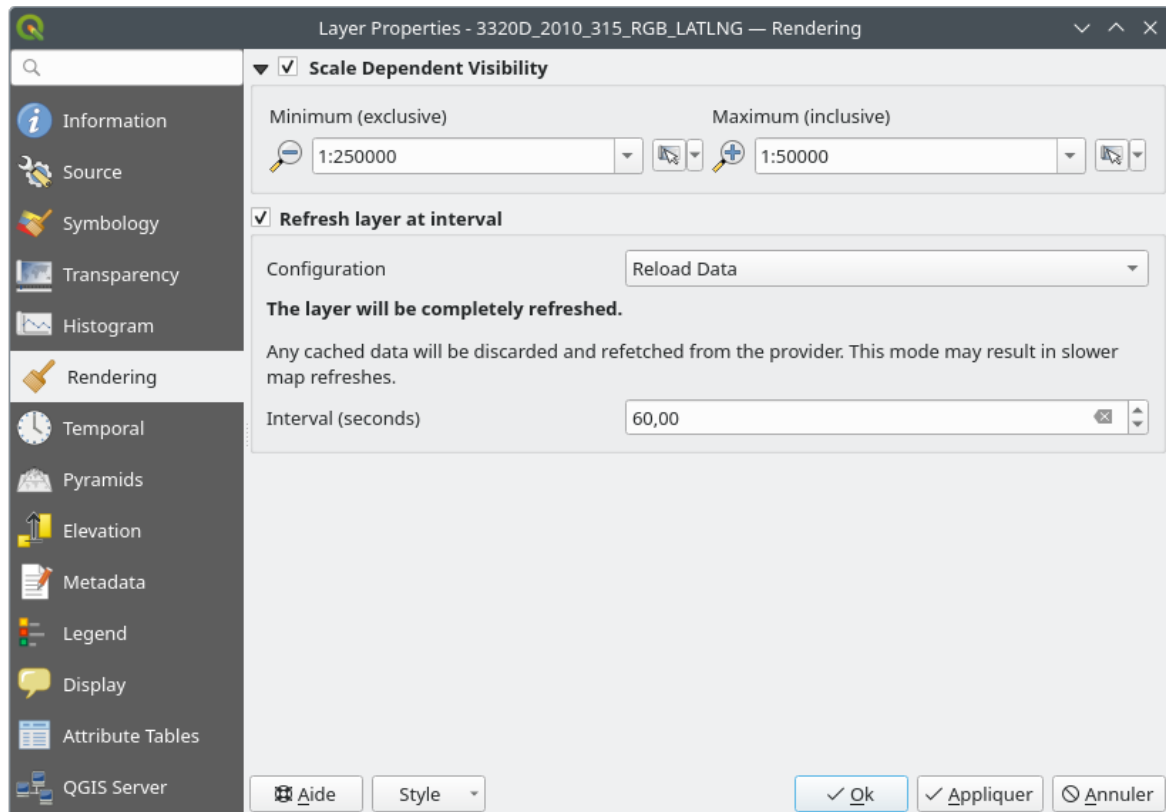 Layer Properties - 3320D_2010_315_RGB_LATLNG — Rendering
Information
Source
Symbology
Transparency
Histogram
Rendering
Temporal
Pyramids
Elevation
Metadata
Legend
Display
Attribute Tables
QGIS Server
Scale Dependent Visibility
Minimum (exclusive)
Maximum (inclusive)
1:250000
1:50000
Refresh layer at interval
Configuration
Reload Data
The layer will be completely refreshed.
Any cached data will be discarded and refetched from the provider. This mode may result in slower
map refreshes.
Interval (seconds)
60,00
Aide
Style
Ok
Appliquer
Annuler